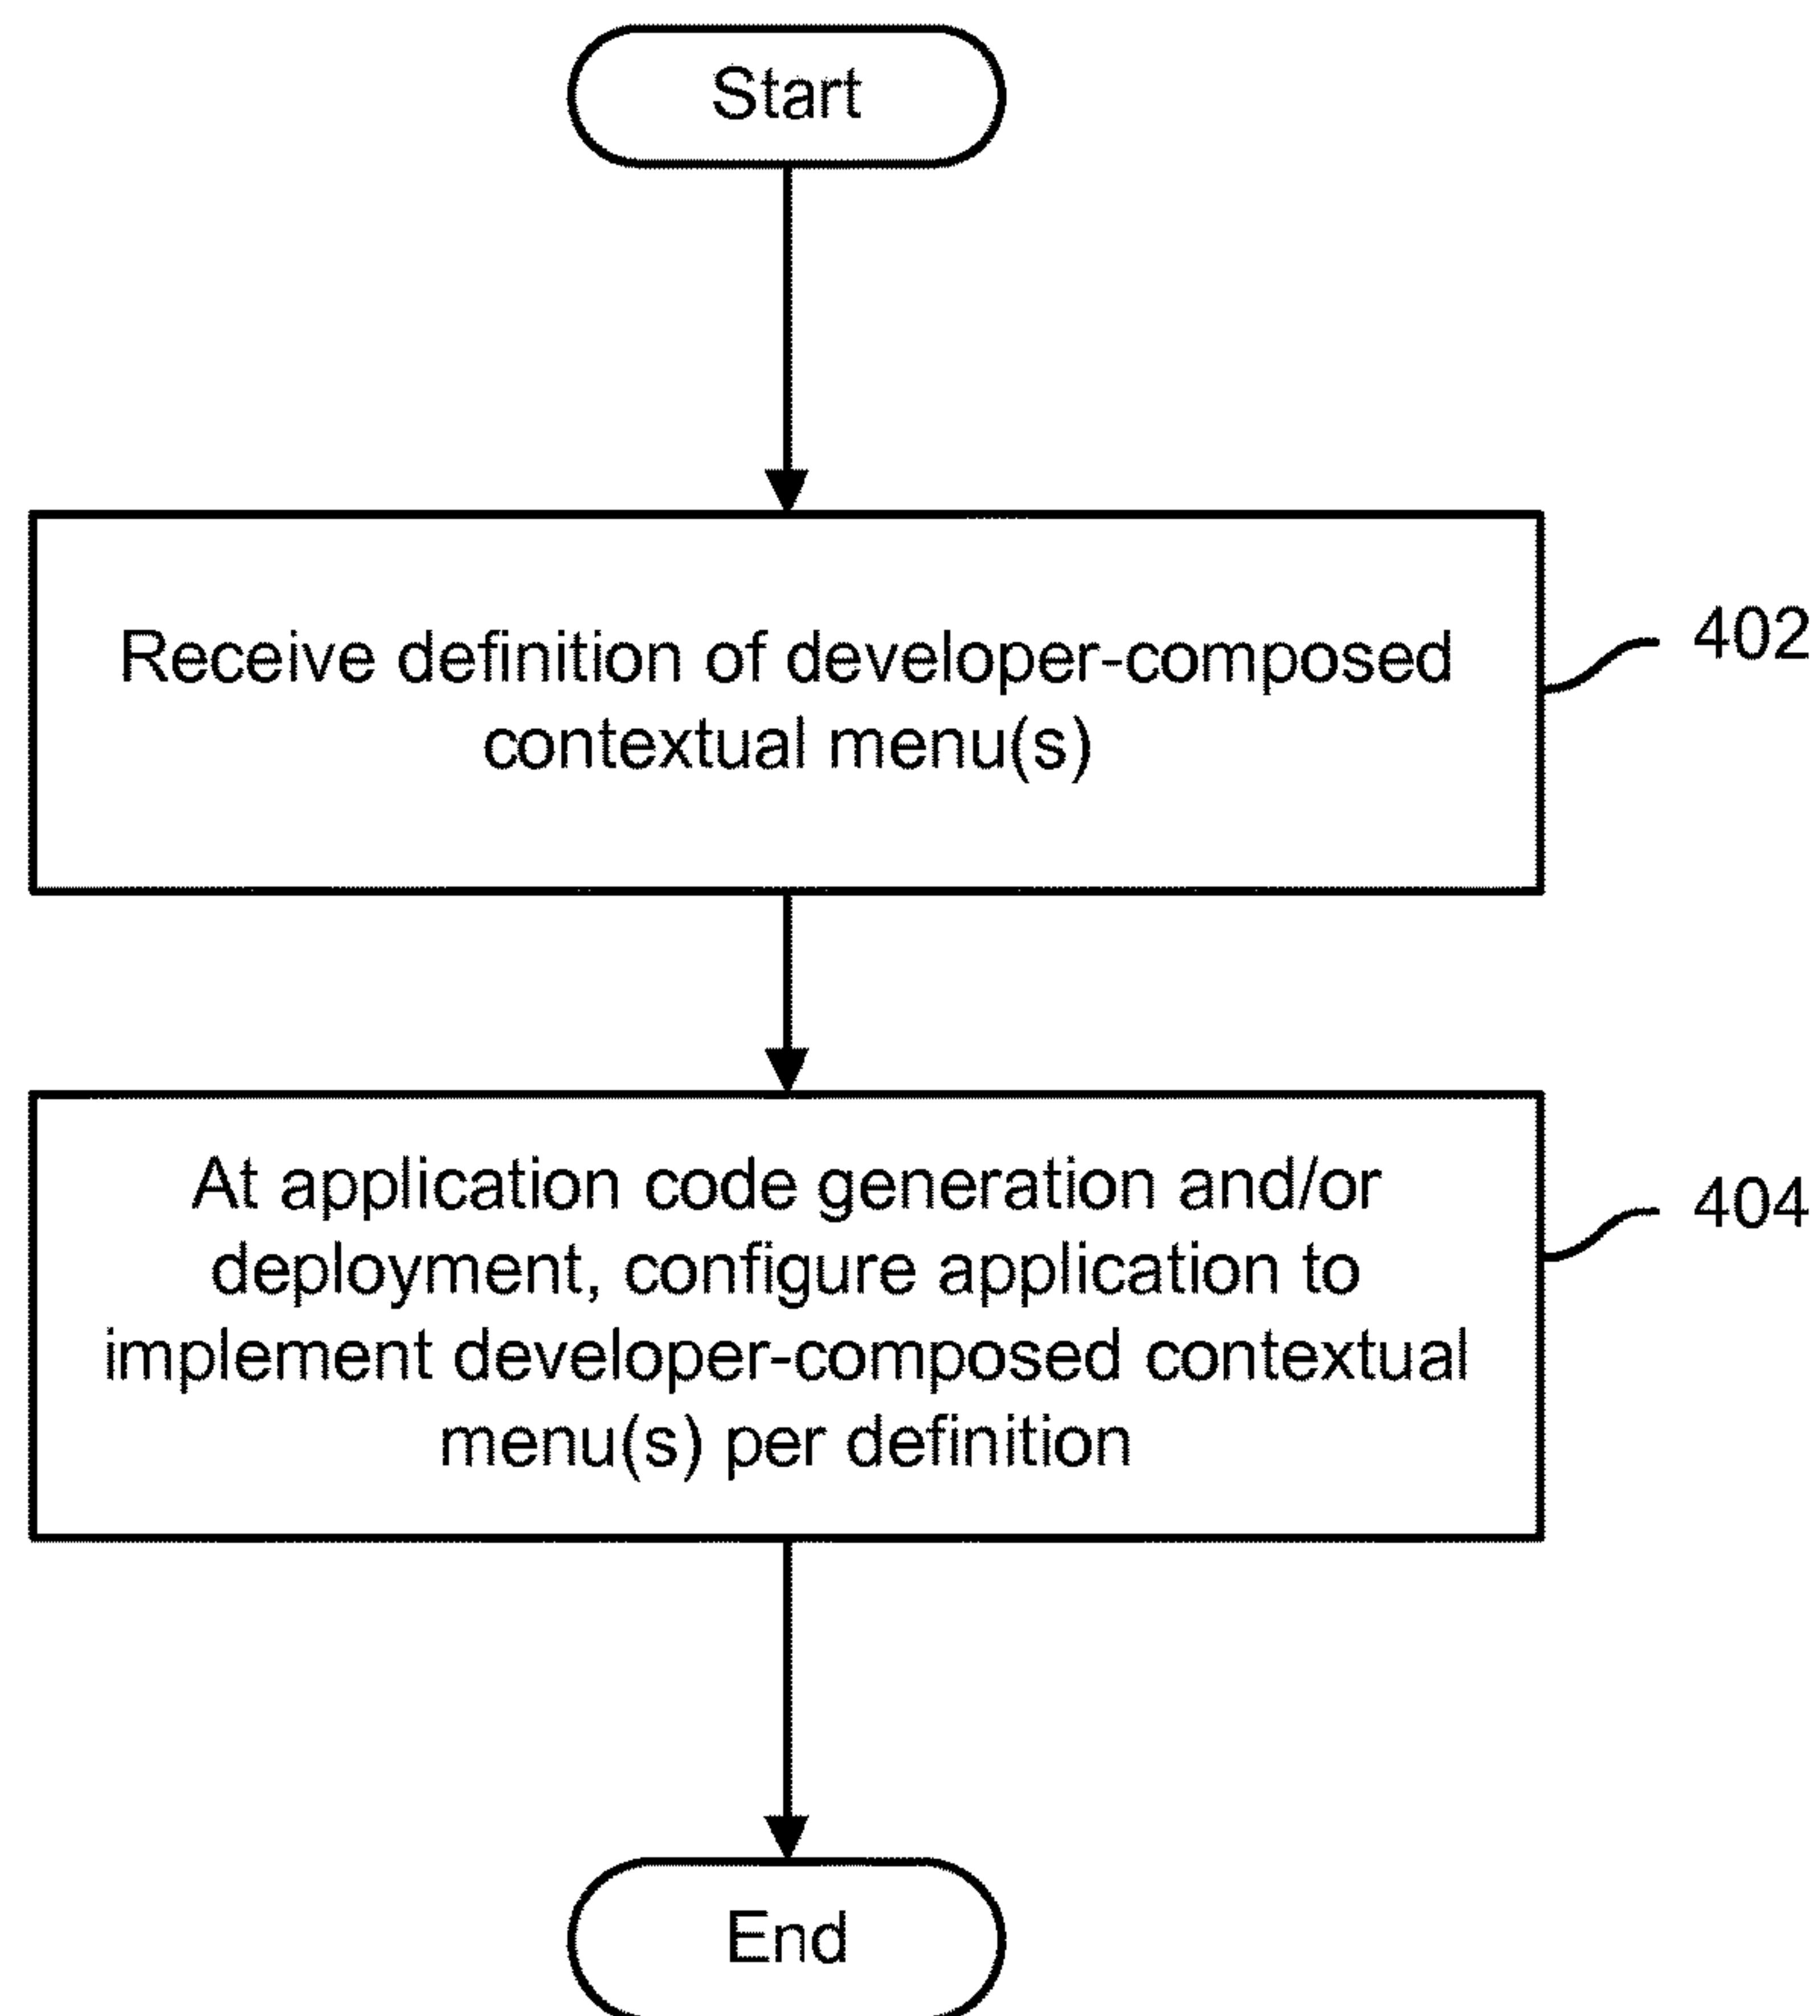 Start
Receive definition of developer-composed
contextual menu(s)
402
At application code generation and/or
deployment, configure application to
implement developer-composed contextual
menu(s) per definition
404
End